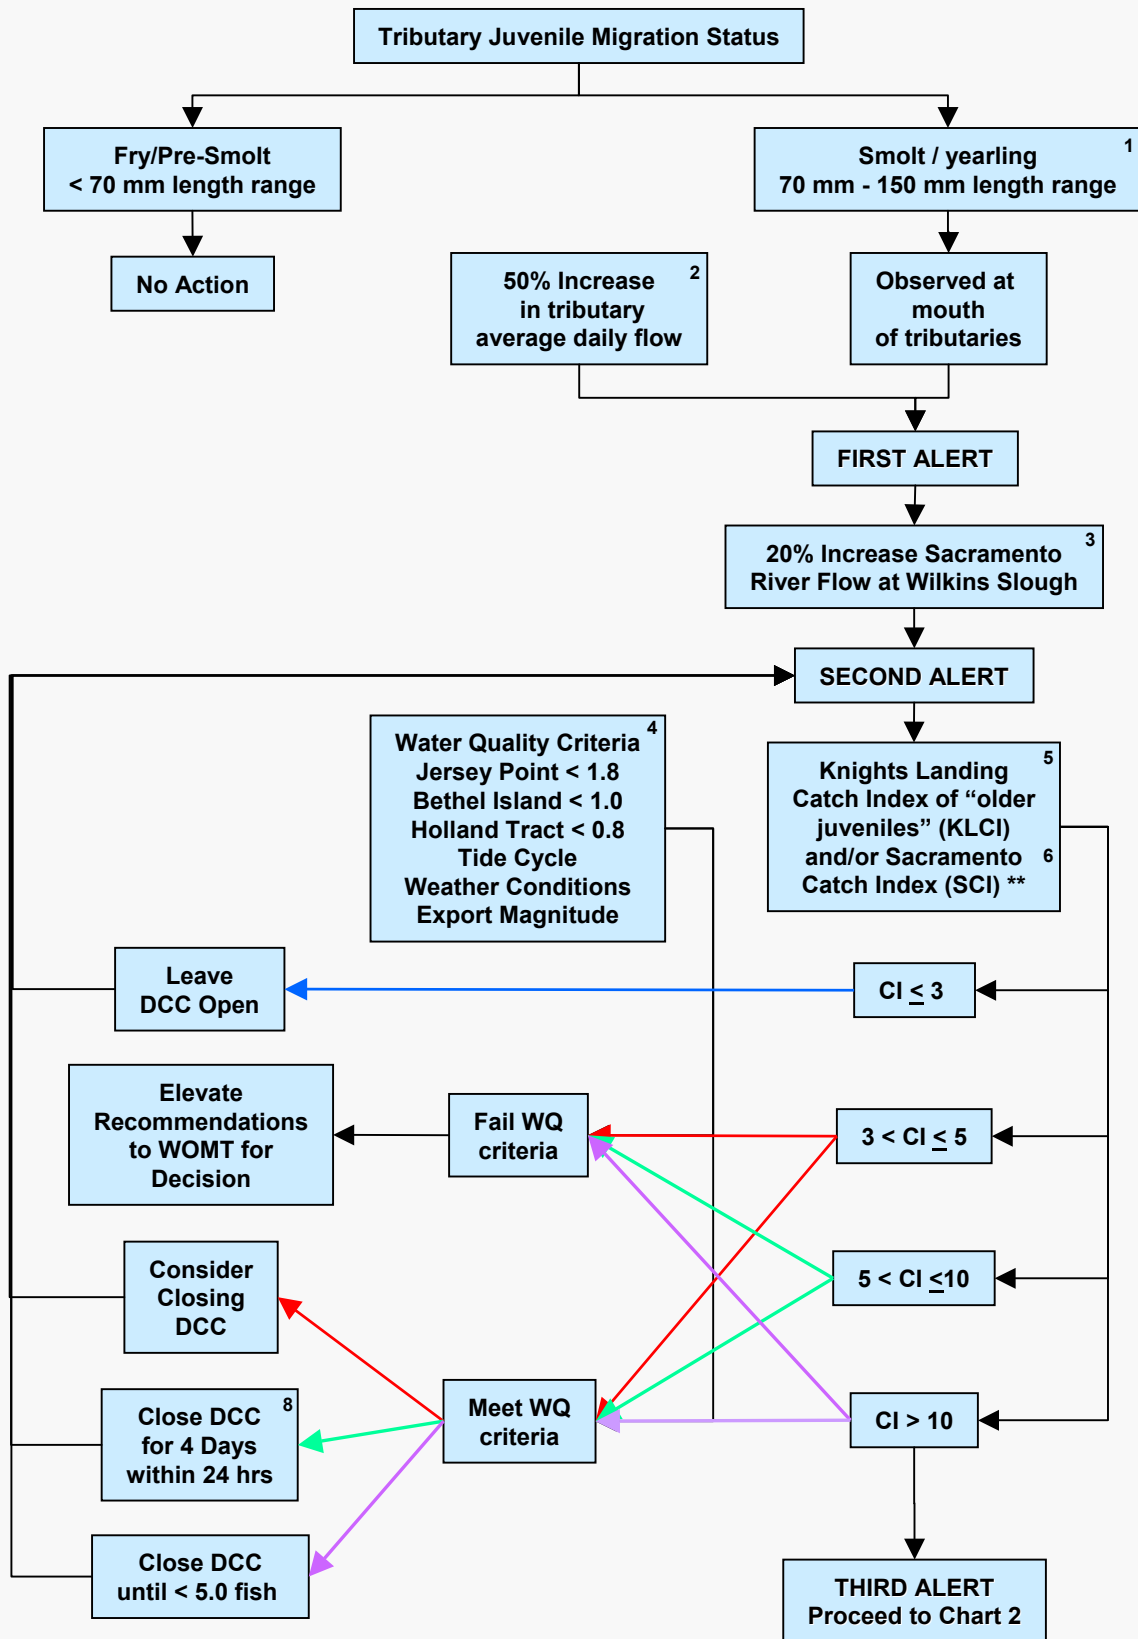 Tributary Juvenile Migration Status
Fry/Pre-Smolt
< 70 mm length range
Smolt / yearling 1
70 mm - 150 mm length range
No Action
50% Increase 2
in tributary
average daily flow
Observed at
mouth
of tributaries
FIRST ALERT
20% Increase Sacramento 3
River Flow at Wilkins Slough
SECOND ALERT
Water Quality Criteria 4
Jersey Point < 1.8
Bethel Island < 1.0
Holland Tract < 0.8
Tide Cycle
Weather Conditions
Export Magnitude
Knights Landing 5
Catch Index of “older
juveniles” (KLCI)
and/or Sacramento 6
Catch Index (SCI) **
Leave
DCC Open
CI ≤ 3
Elevate
Recommendations
to WOMT for
Decision
Fail WQ
criteria
3 < CI ≤ 5
Consider
Closing
DCC
5 < CI ≤10
Close DCC 8
for 4 Days
within 24 hrs
Meet WQ
criteria
CI > 10
Close DCC
until < 5.0 fish
THIRD ALERT
Proceed to Chart 2